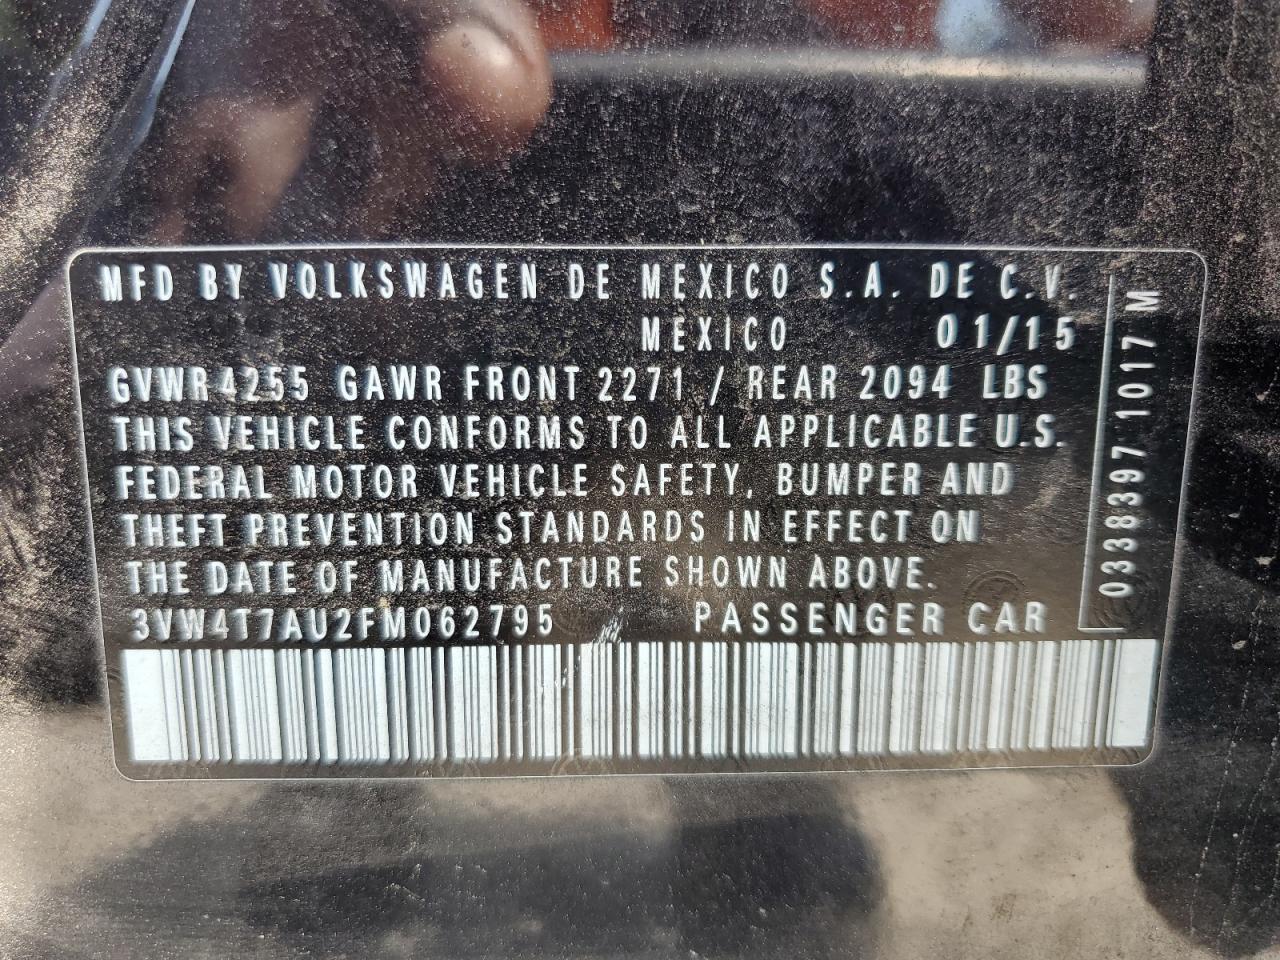 MFD BY VOLKSWAGEN DE MEXICO S.A. DE C.V.
MEXICO 01/15
GVWR 4255 GAWR FRONT 2271 / REAR 2094 LBS
THIS VEHICLE CONFORMS TO ALL APPLICABLE U.S.
FEDERAL MOTOR VEHICLE SAFETY, BUMPER AND
THEFT PREVENTION STANDARDS IN EFFECT ON
THE DATE OF MANUFACTURE SHOWN ABOVE.
3VW4T7AU2FM062795 PASSENGER CAR
0338397 1017 M